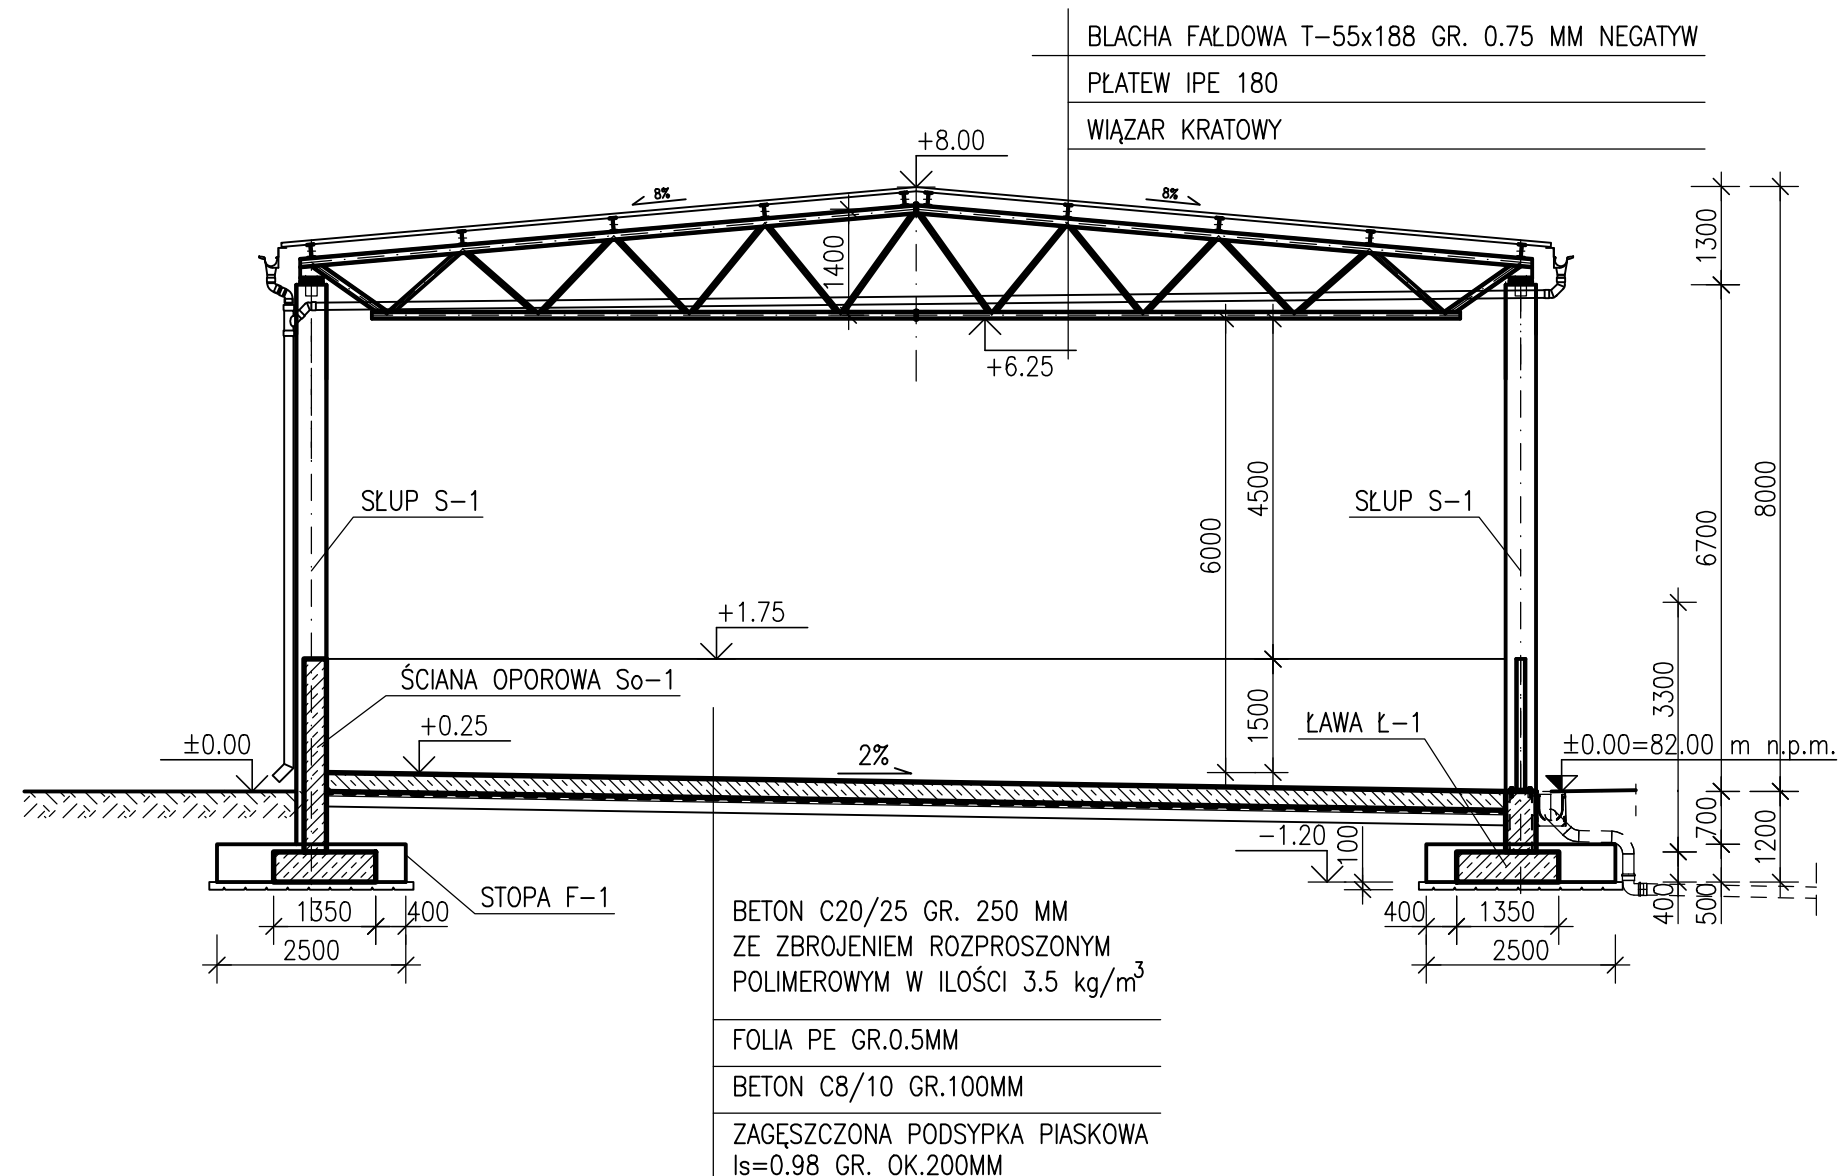 BLACHA FAŁDOWA T-55x188 GR. 0.75 MM NEGATYW
PŁATEW IPE 180
WIĄZAR KRATOWY
+8.00
8%
8%
1400
1300
+6.25
SŁUP S-1
SŁUP S-1
4500
6000
6700
8000
+1.75
ŚCIANA OPOROWA So-1
+0.25
±0.00
2%
1500
3300
ŁAWA Ł-1
±0.00=82.00 m n.p.m.
-1.20
100
700
1200
400
500
STOPA F-1
1350
400
2500
400
1350
2500
BETON C20/25 GR. 250 MM
ZE ZBROJENIEM ROZPROSZONYM
POLIMEROWYM W ILOŚCI 3.5 kg/m³
FOLIA PE GR.0.5MM
BETON C8/10 GR.100MM
ZAGĘSZCZONA PODSYPKA PIASKOWA
Is=0.98 GR. OK.200MM